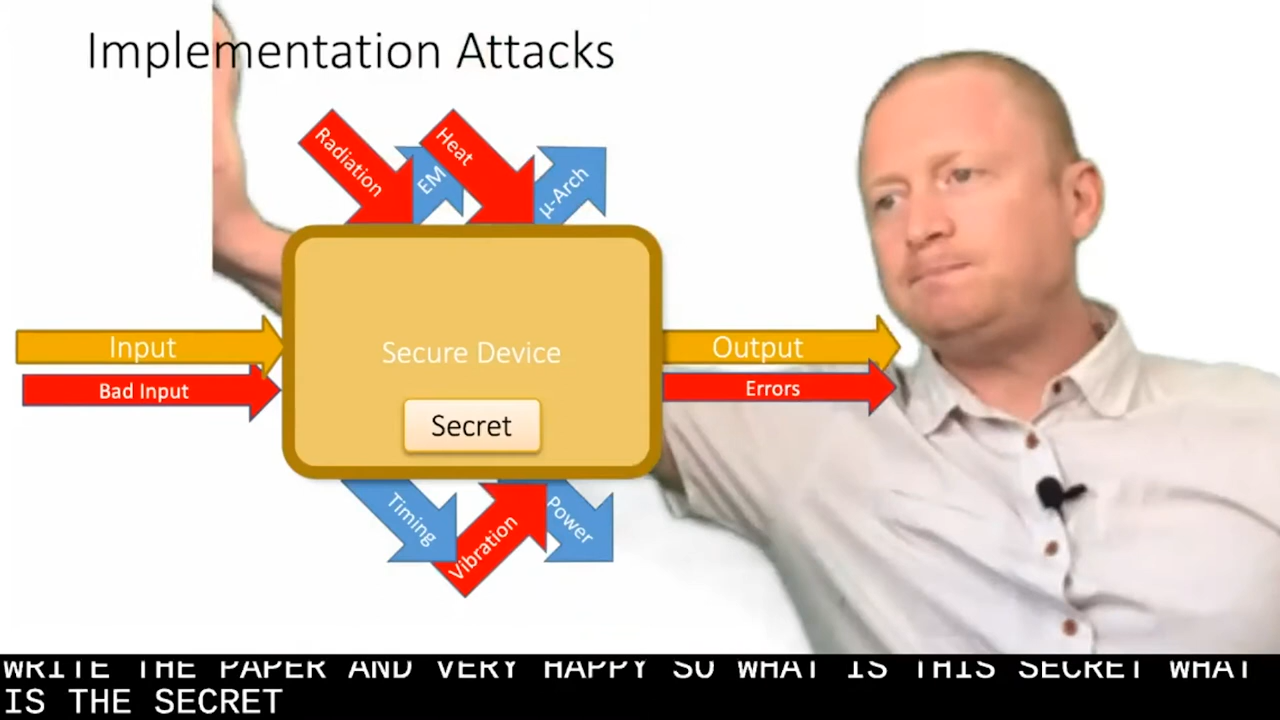 Implementation Attacks
Radiation
EM
Heat
μ-Arch
Input
Bad Input
Secure Device
Secret
Output
Errors
Timing
Vibration
Power
WRITE THE PAPER AND VERY HAPPY SO WHAT IS THIS SECRET WHAT
IS THE SECRET